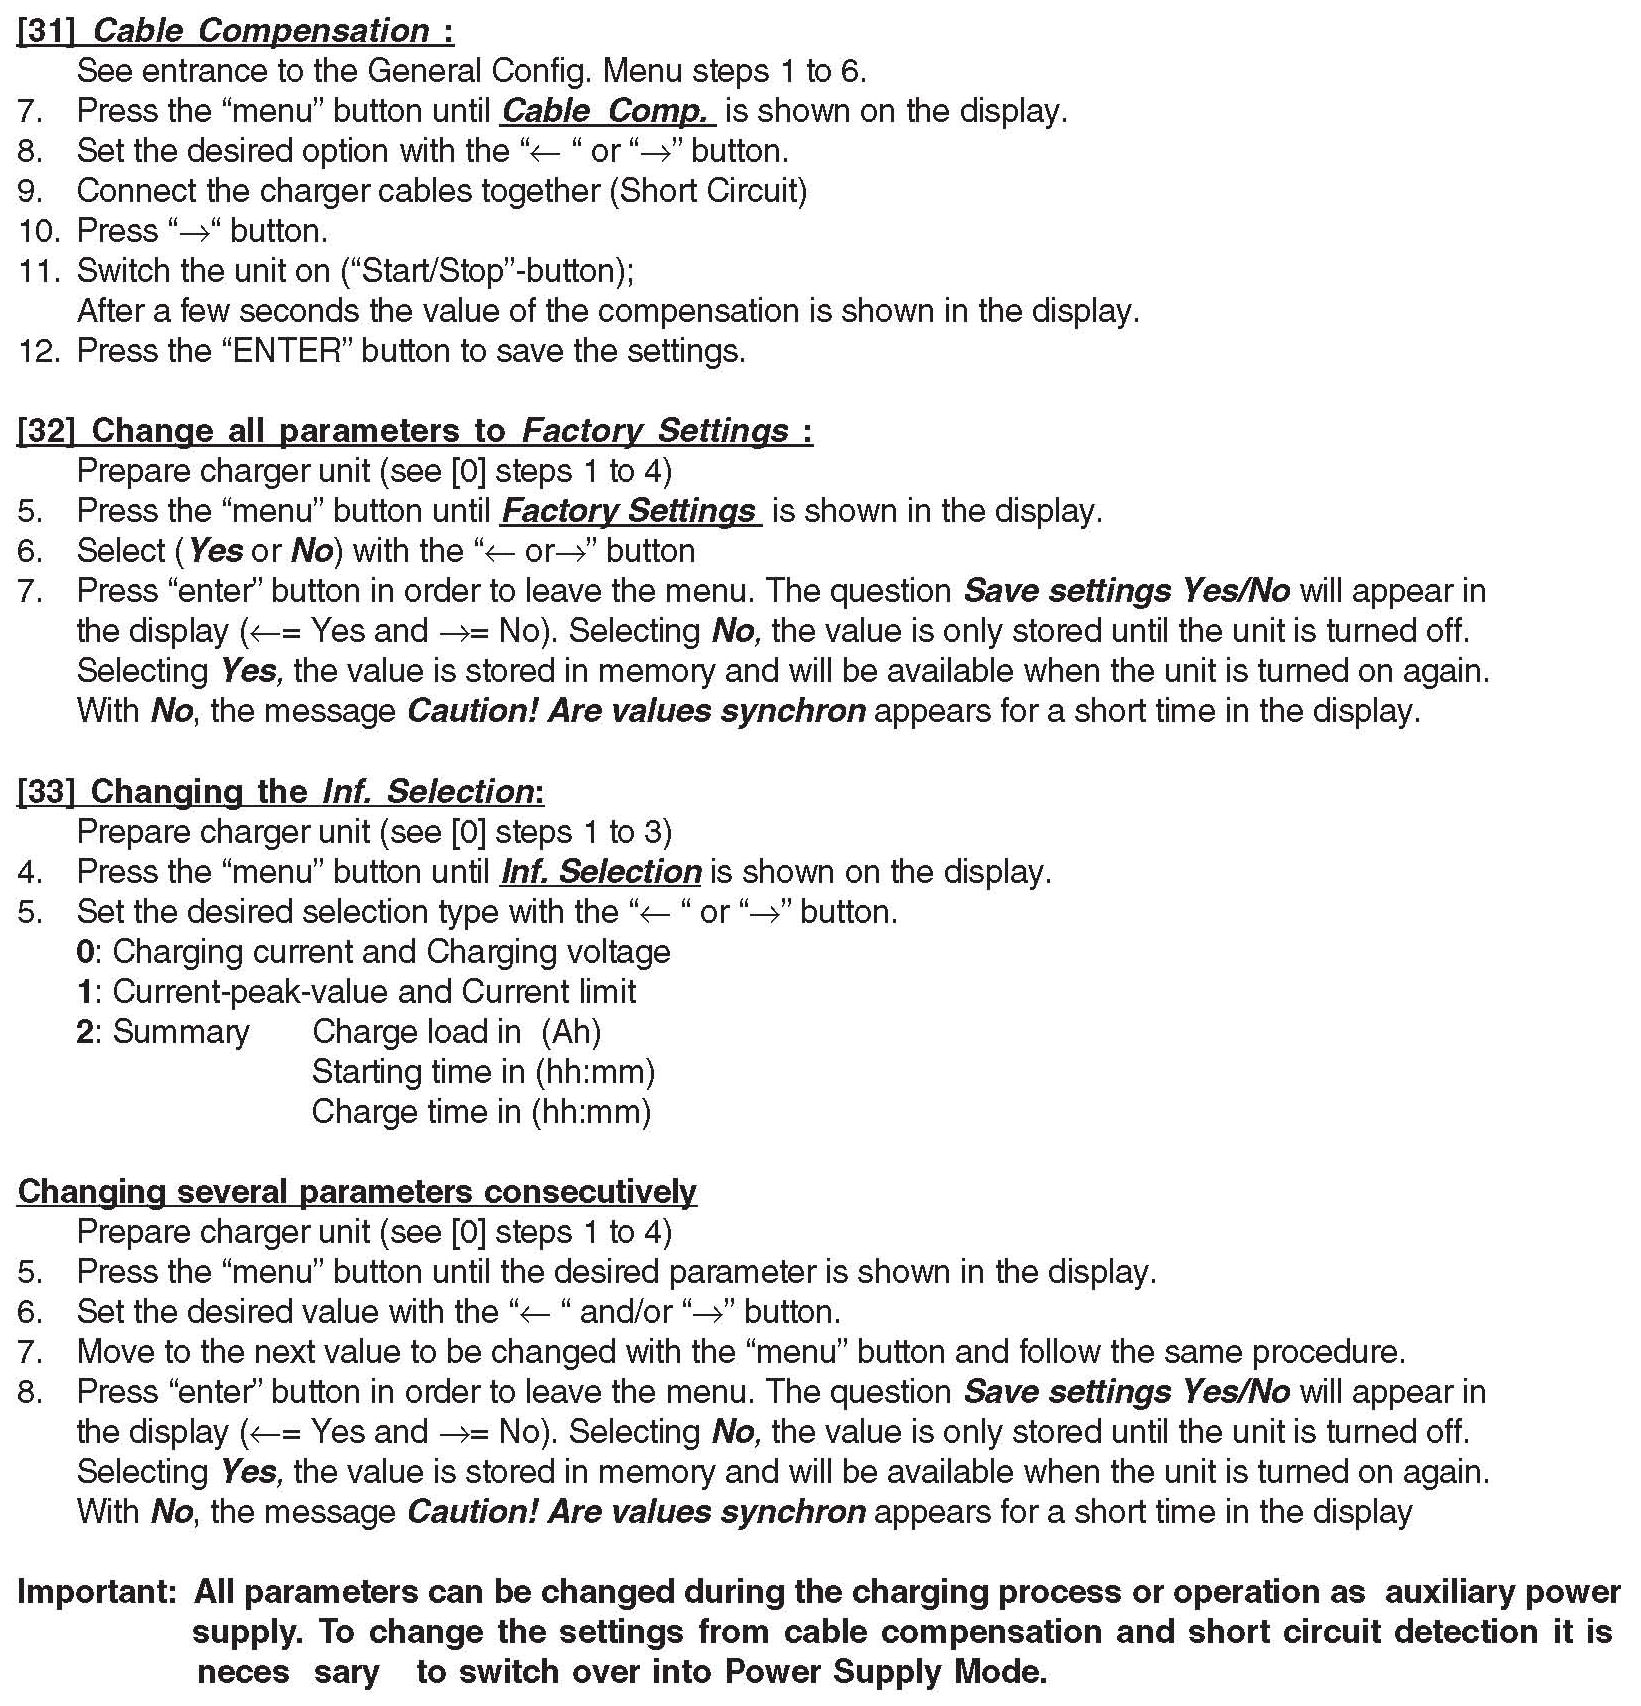 [31] Cable Compensation :
See entrance to the General Config. Menu steps 1 to 6.
7. Press the “menu” button until Cable Comp. is shown on the display.
8. Set the desired option with the “← “ or “→” button.
9. Connect the charger cables together (Short Circuit)
10. Press “→“ button.
11. Switch the unit on (“Start/Stop”-button);
After a few seconds the value of the compensation is shown in the display.
12. Press the “ENTER” button to save the settings.
[32] Change all parameters to Factory Settings :
Prepare charger unit (see [0] steps 1 to 4)
5. Press the “menu” button until Factory Settings is shown in the display.
6. Select (Yes or No) with the “← or→” button
7. Press “enter” button in order to leave the menu. The question Save settings Yes/No will appear in
the display (←= Yes and →= No). Selecting No, the value is only stored until the unit is turned off.
Selecting Yes, the value is stored in memory and will be available when the unit is turned on again.
With No, the message Caution! Are values synchron appears for a short time in the display.
[33] Changing the Inf. Selection:
Prepare charger unit (see [0] steps 1 to 3)
4. Press the “menu” button until Inf. Selection is shown on the display.
5. Set the desired selection type with the “← “ or “→” button.
0: Charging current and Charging voltage
1: Current-peak-value and Current limit
2: Summary Charge load in (Ah)
Starting time in (hh:mm)
Charge time in (hh:mm)
Changing several parameters consecutively
Prepare charger unit (see [0] steps 1 to 4)
5. Press the “menu” button until the desired parameter is shown in the display.
6. Set the desired value with the “← “ and/or “→” button.
7. Move to the next value to be changed with the “menu” button and follow the same procedure.
8. Press “enter” button in order to leave the menu. The question Save settings Yes/No will appear in
the display (←= Yes and →= No). Selecting No, the value is only stored until the unit is turned off.
Selecting Yes, the value is stored in memory and will be available when the unit is turned on again.
With No, the message Caution! Are values synchron appears for a short time in the display
Important: All parameters can be changed during the charging process or operation as auxiliary power
supply. To change the settings from cable compensation and short circuit detection it is
neces sary to switch over into Power Supply Mode.